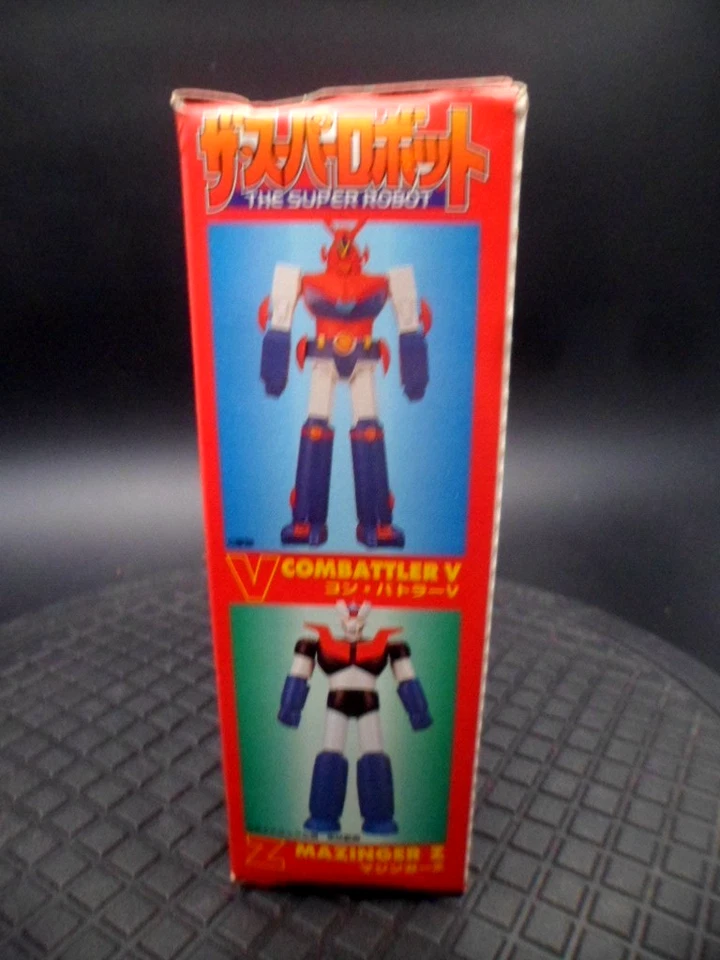 ザ・スーパーロボット
THE SUPER ROBOT
V COMBATTLER V
コン・バトラーV
Z MAZINGER Z
マジンガーZ